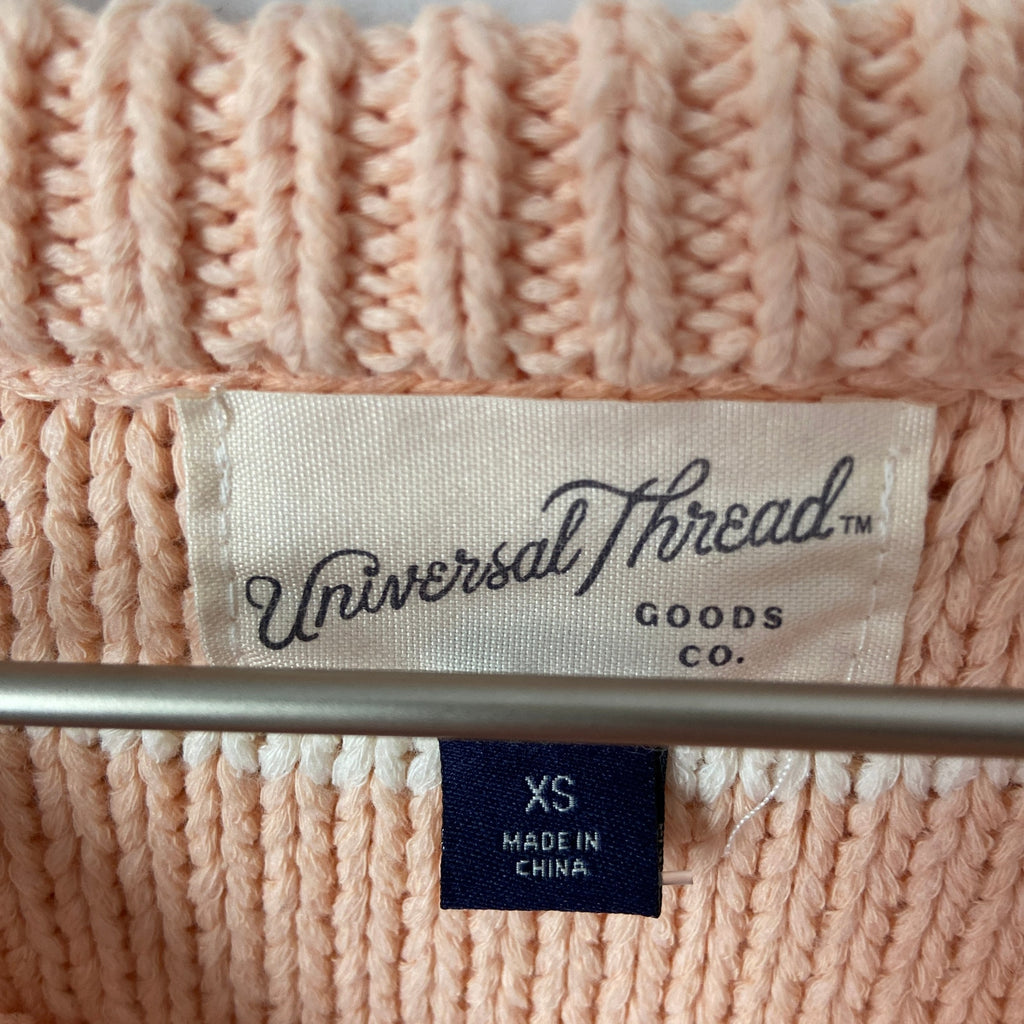 Universal Thread™
GOODS
CO.
XS
MADE IN
CHINA